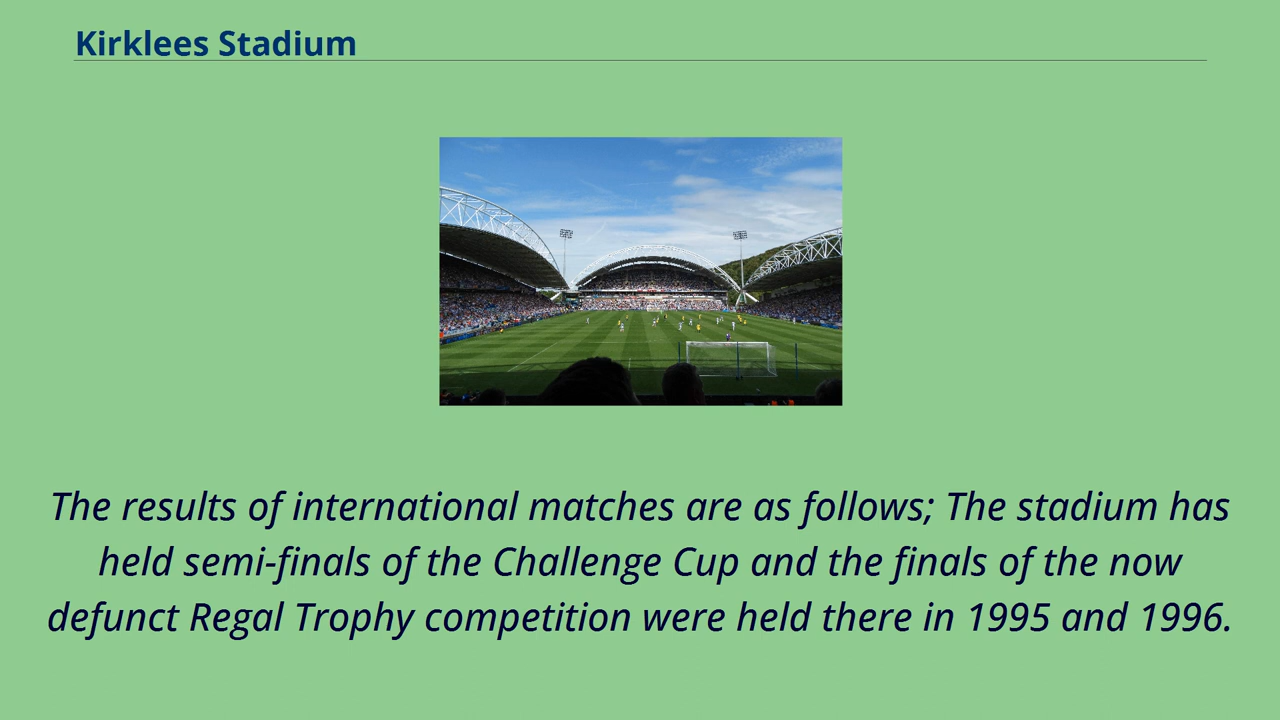 Kirklees Stadium
The results of international matches are as follows; The stadium has
held semi-finals of the Challenge Cup and the finals of the now
defunct Regal Trophy competition were held there in 1995 and 1996.